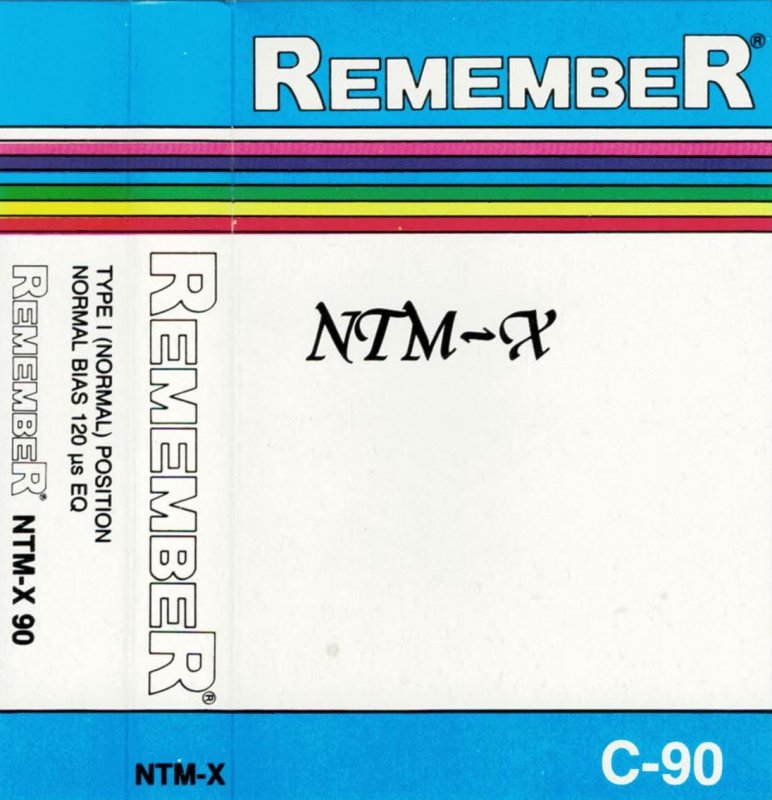 REMEMBER®
NTM-X
C-90
REMEMBER®
NTM-X
TYPE I (NORMAL) POSITION
NORMAL BIAS 120 µs EQ
REMEMBER® NTM-X 90